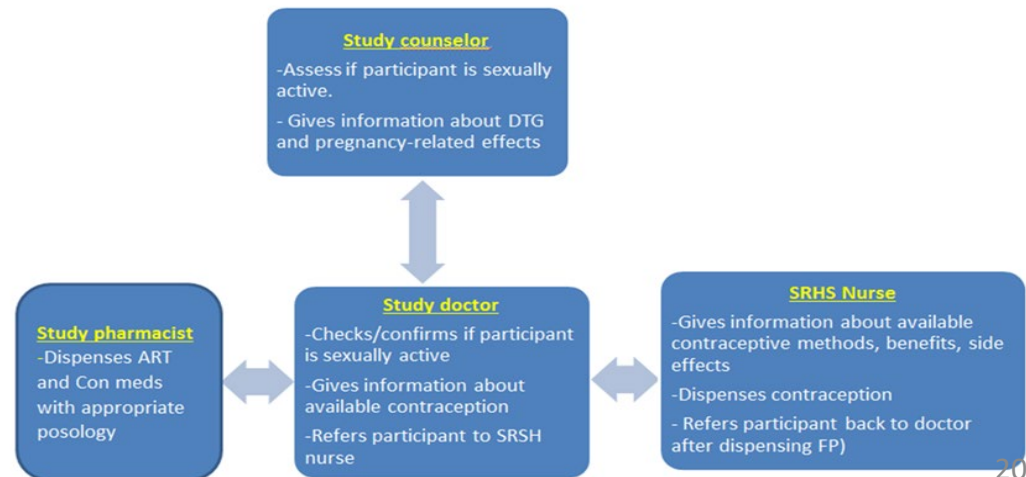 Study counselor
-Assess if participant is sexually
active.
- Gives information about DTG
and pregnancy-related effects
Study pharmacist
-Dispenses ART
and Con meds
with appropriate
posology
Study doctor
-Checks/confirms if participant
is sexually active
-Gives information about
available contraception
-Refers participant to SRSH
nurse
SRHS Nurse
-Gives information about available
contraceptive methods, benefits, side
effects
-Dispenses contraception
- Refers participant back to doctor
after dispensing FP)
20